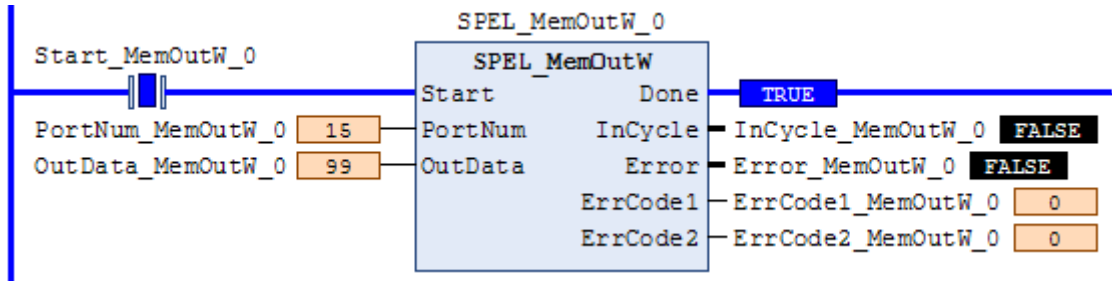 SPEL_MemOutW_0
Start_MemOutW_0
SPEL_MemOutW
Start Done TRUE
PortNum_MemOutW_0 15 PortNum InCycle InCycle_MemOutW_0 FALSE
OutData_MemOutW_0 99 OutData Error Error_MemOutW_0 FALSE
ErrCode1 ErrCode1_MemOutW_0 0
ErrCode2 ErrCode2_MemOutW_0 0